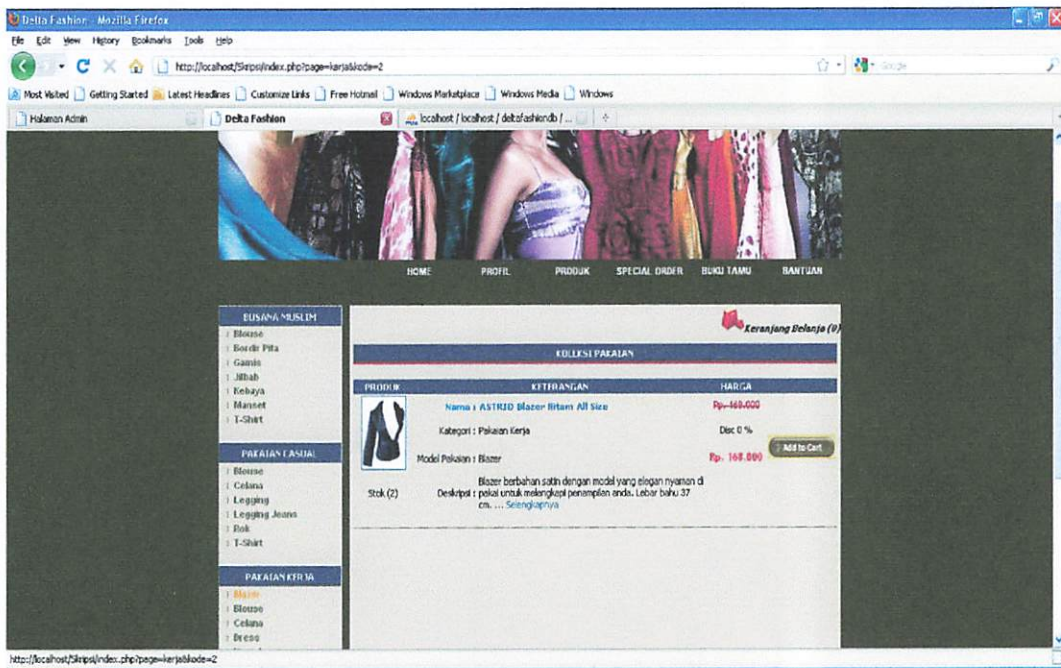 Delta Fashion - Mozilla Firefox
File Edit View History Bookmarks Tools Help
http://localhost/Skripsi/index.php?page=kerja&kode=2
Google
Most Visited Getting Started Latest Headlines Customize Links Free Hotmail Windows Marketplace Windows Media Windows
Halaman Admin Delta Fashion localhost / localhost / deltafashiondb / ...
HOME PROFIL PRODUK SPECIAL ORDER BUKU TAMU BANTUAN
BUSANA MUSLIM
Blouse
Bordir Pita
Gamis
Jilbab
Kebaya
Manset
T-Shirt
PAKAIAN CASUAL
Blouse
Celana
Legging
Legging Jeans
Rok
T-Shirt
PAKAIAN KERJA
Blazer
Blouse
Celana
Dress
Keranjang Belanja (0)
KOLEKSI PAKAIAN
PRODUK KETERANGAN HARGA
Nama : ASTRID Blazer Hitam All Size Rp. 168.000
Kategori : Pakaian Kerja Disc 0 %
Add to Cart
Model Pakaian : Blazer Rp. 168.000
Blazer berbahan satin dengan model yang elegan nyaman di
Stok (2) Deskripsi : pakai untuk melengkapi penampilan anda. Lebar bahu 37
cm. ... Selengkapnya
http://localhost/Skripsi/index.php?page=kerja&kode=2